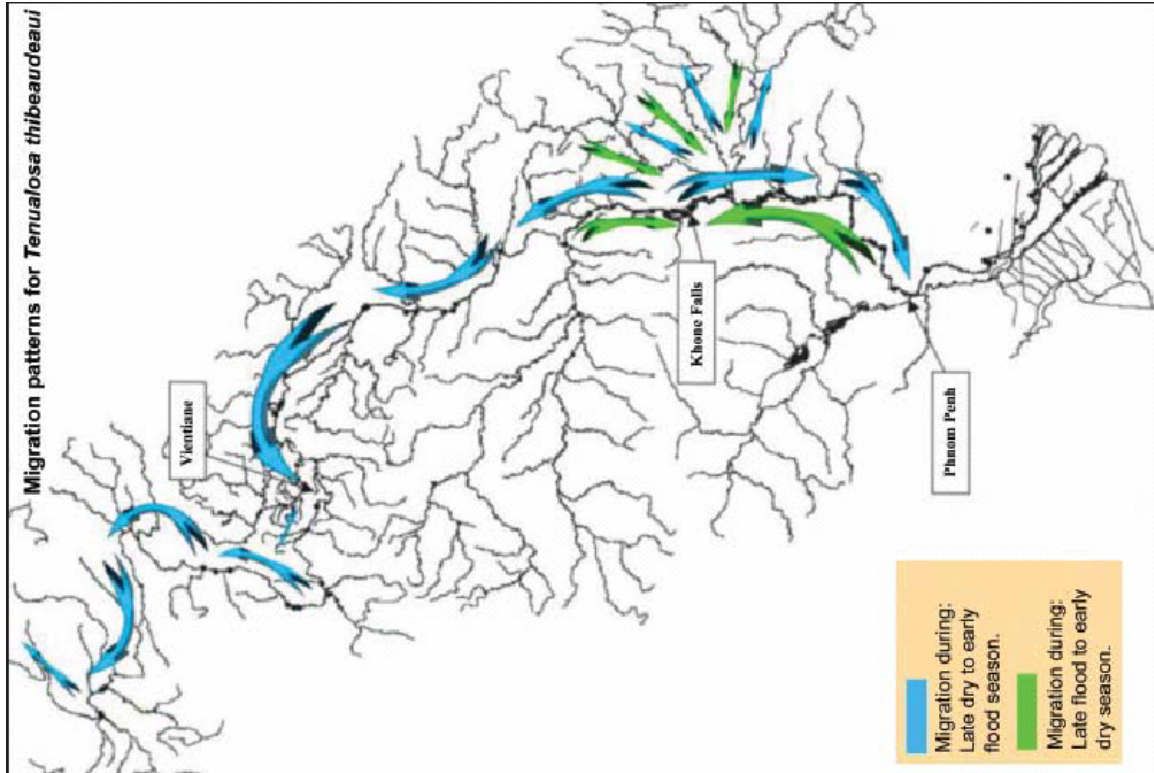 Migration patterns for Tenualosa thibeaudeaui
Vientiane
Khone Falls
Phnom Penh
Migration during:
Late dry to early
flood season.
Migration during:
Late flood to early
dry season.